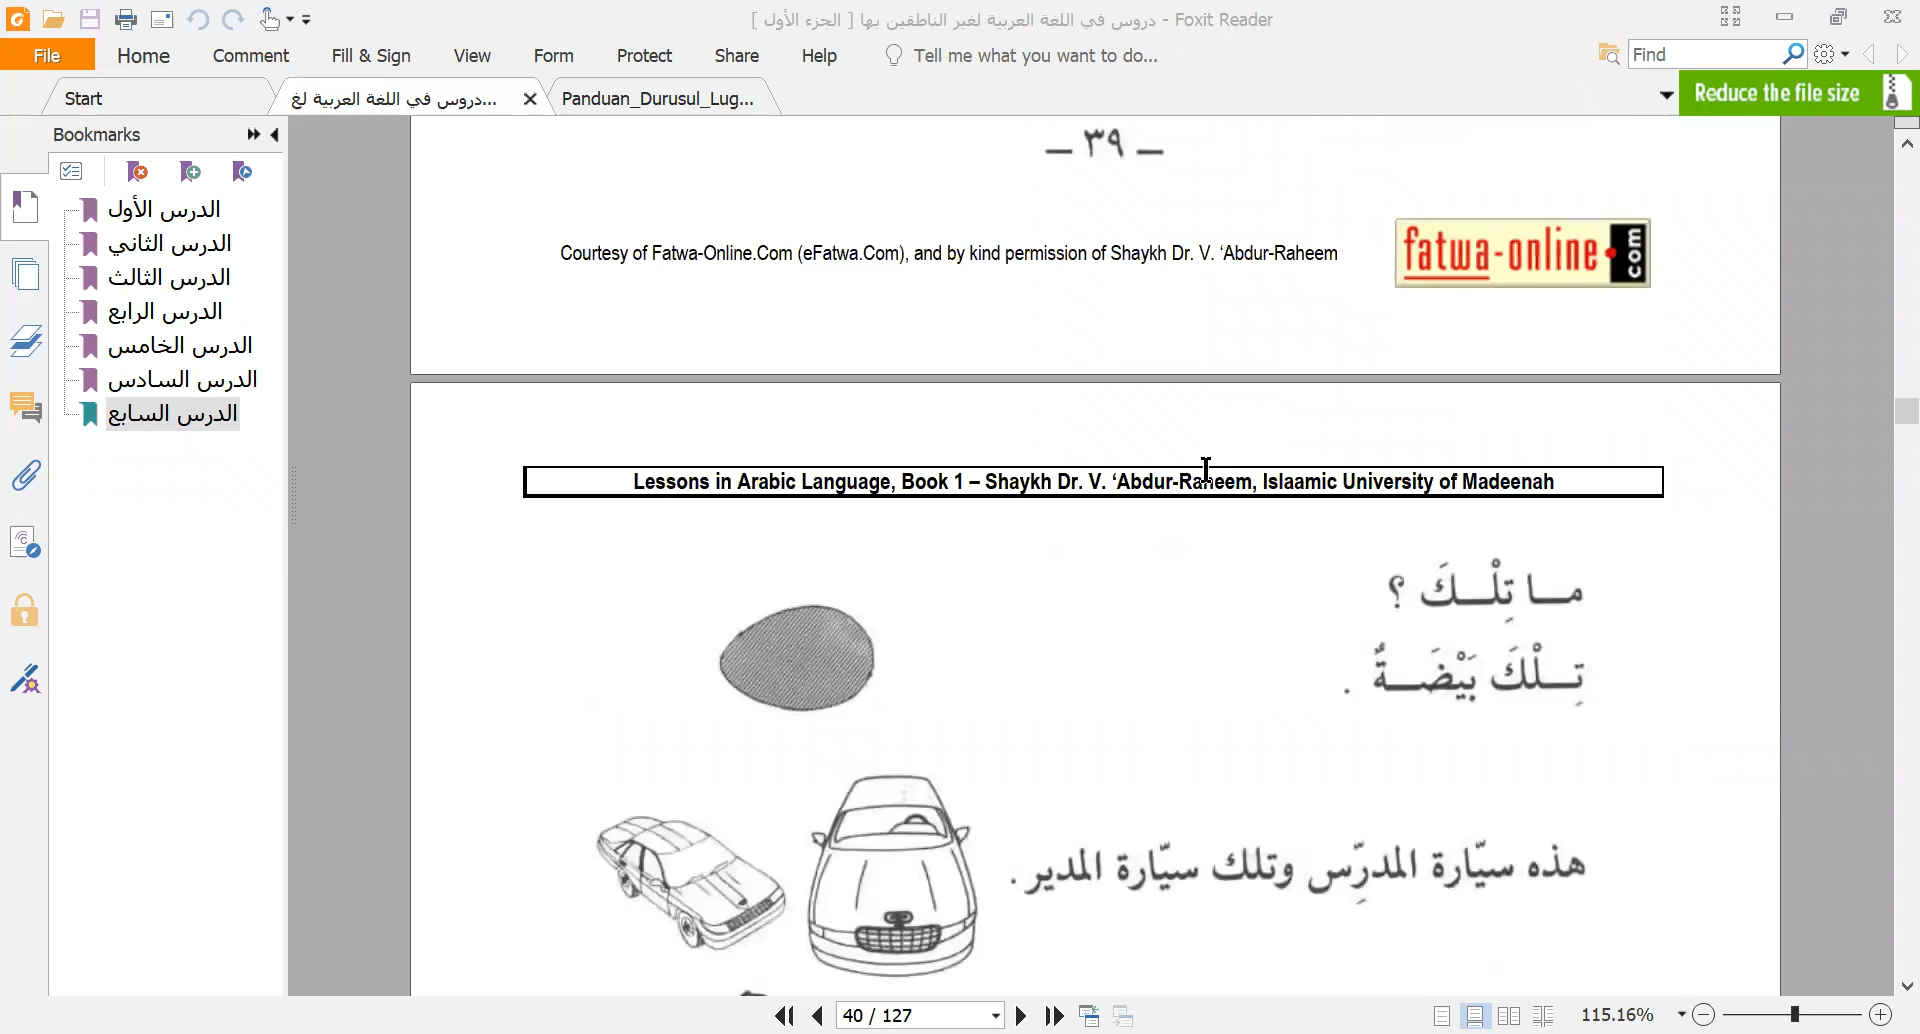 دروس في اللغة العربية لغير الناطقين بها [ الجزء الأول ] - Foxit Reader
File Home Comment Fill & Sign View Form Protect Share Help Tell me what you want to do... Find
Start دروس في اللغة العربية لغ... Panduan_Durusul_Lug... Reduce the file size
Bookmarks
الدرس الأول
الدرس الثاني
الدرس الثالث
الدرس الرابع
الدرس الخامس
الدرس السادس
الدرس السابع
– ٣٩ –
Courtesy of Fatwa-Online.Com (eFatwa.Com), and by kind permission of Shaykh Dr. V. ‘Abdur-Raheem
fatwa-online.com
Lessons in Arabic Language, Book 1 – Shaykh Dr. V. ‘Abdur-Raheem, Islaamic University of Madeenah
مـــا تِلْـــكَ ؟
تِـــلْكَ بَيْضَـــةٌ .
هذه سيّارة المدرِّس وتلك سيّارة المدير .
40 / 127 115.16%